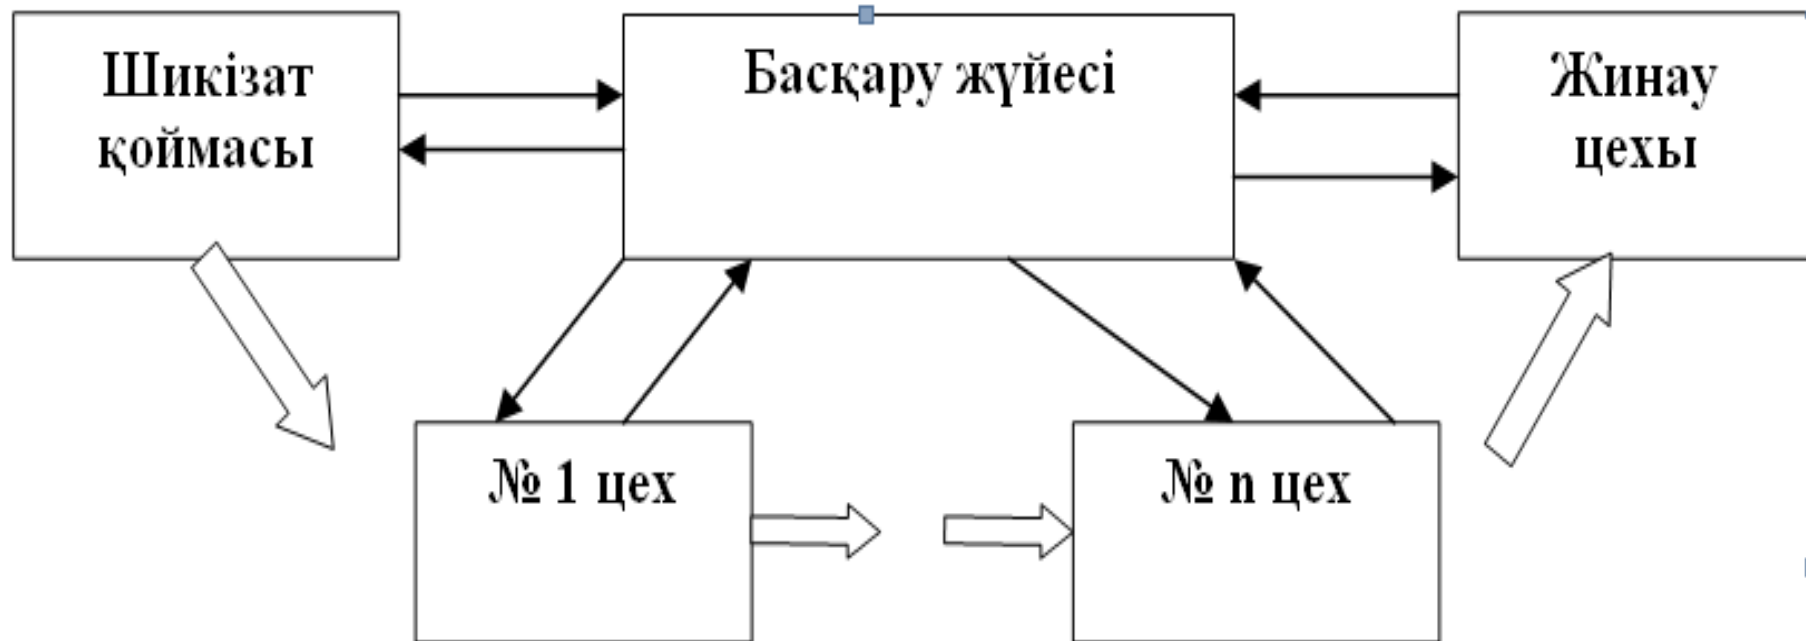 Шикізат
қоймасы
Басқару жүйесі
Жинау
цехы
№ 1 цех
№ n цех